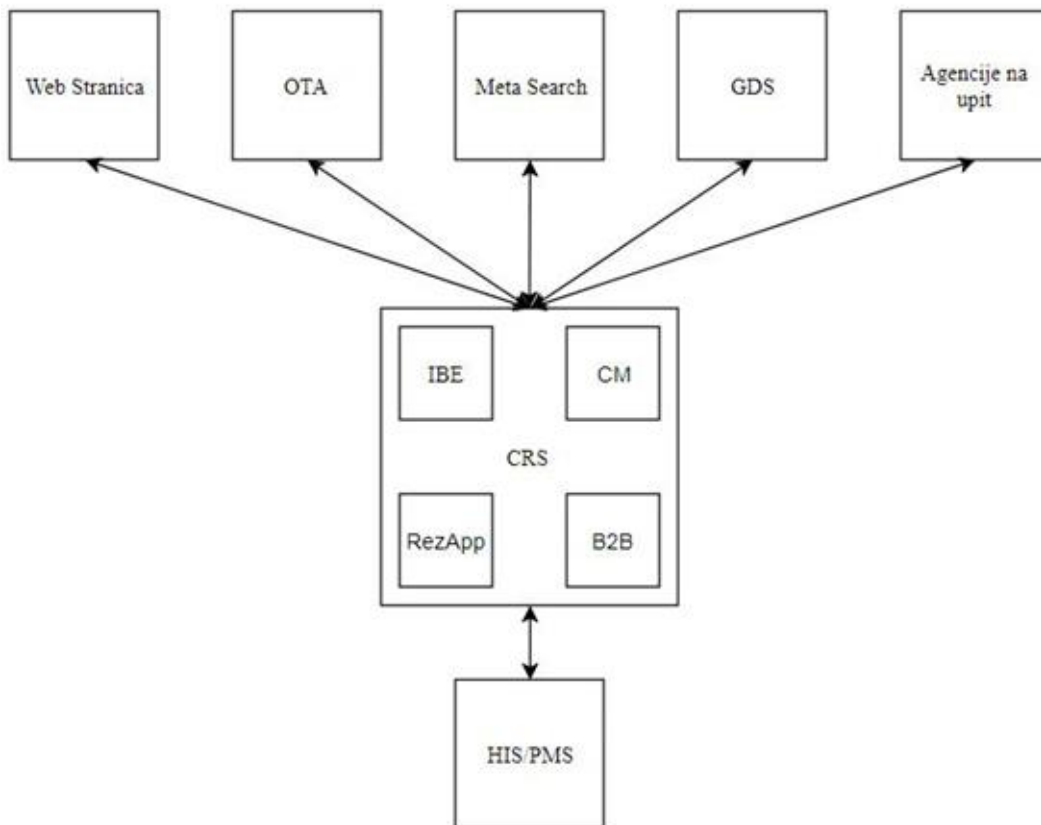 Web Stranica
OTA
Meta Search
GDS
Agencije na
upit
IBE
CM
CRS
RezApp
B2B
HIS/PMS